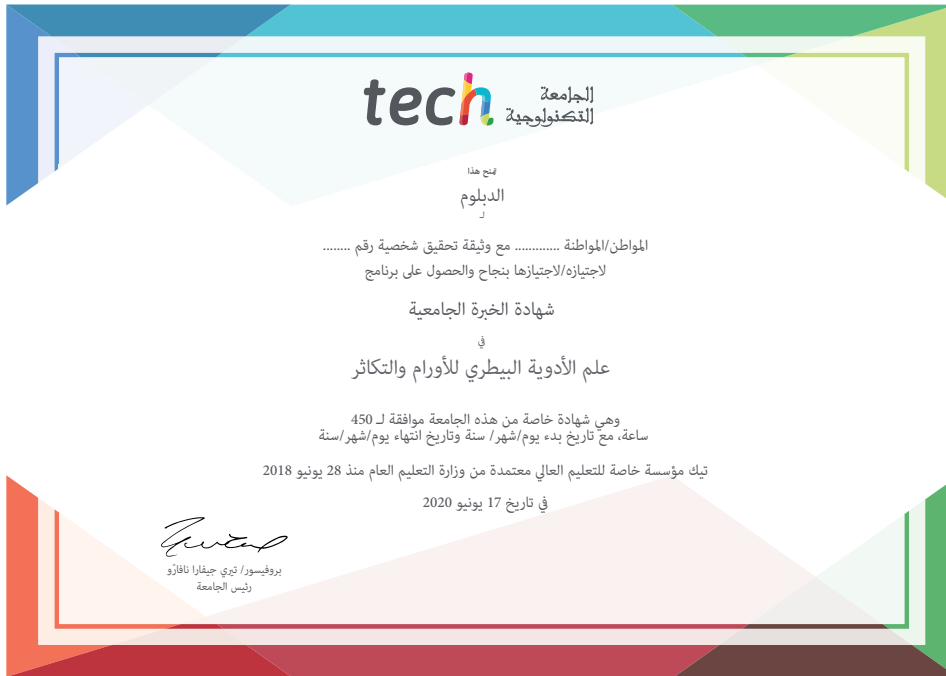 tech
الجامعة
التكنولوجية
يمنح هذا
الدبلوم
لـ
المواطن/المواطنة ............ مع وثيقة تحقيق شخصية رقم ........
لاجتيازه/لاجتيازها بنجاح والحصول على برنامج
شهادة الخبرة الجامعية
في
علم الأدوية البيطري للأورام والتكاثر
وهي شهادة خاصة من هذه الجامعة موافقة لـ 450
ساعة، مع تاريخ بدء يوم/شهر/ سنة وتاريخ انتهاء يوم/شهر/سنة
تيك مؤسسة خاصة للتعليم العالي معتمدة من وزارة التعليم العام منذ 28 يونيو 2018
في تاريخ 17 يونيو 2020
بروفيسور/ تيري جيفارا نافارّو
رئيس الجامعة